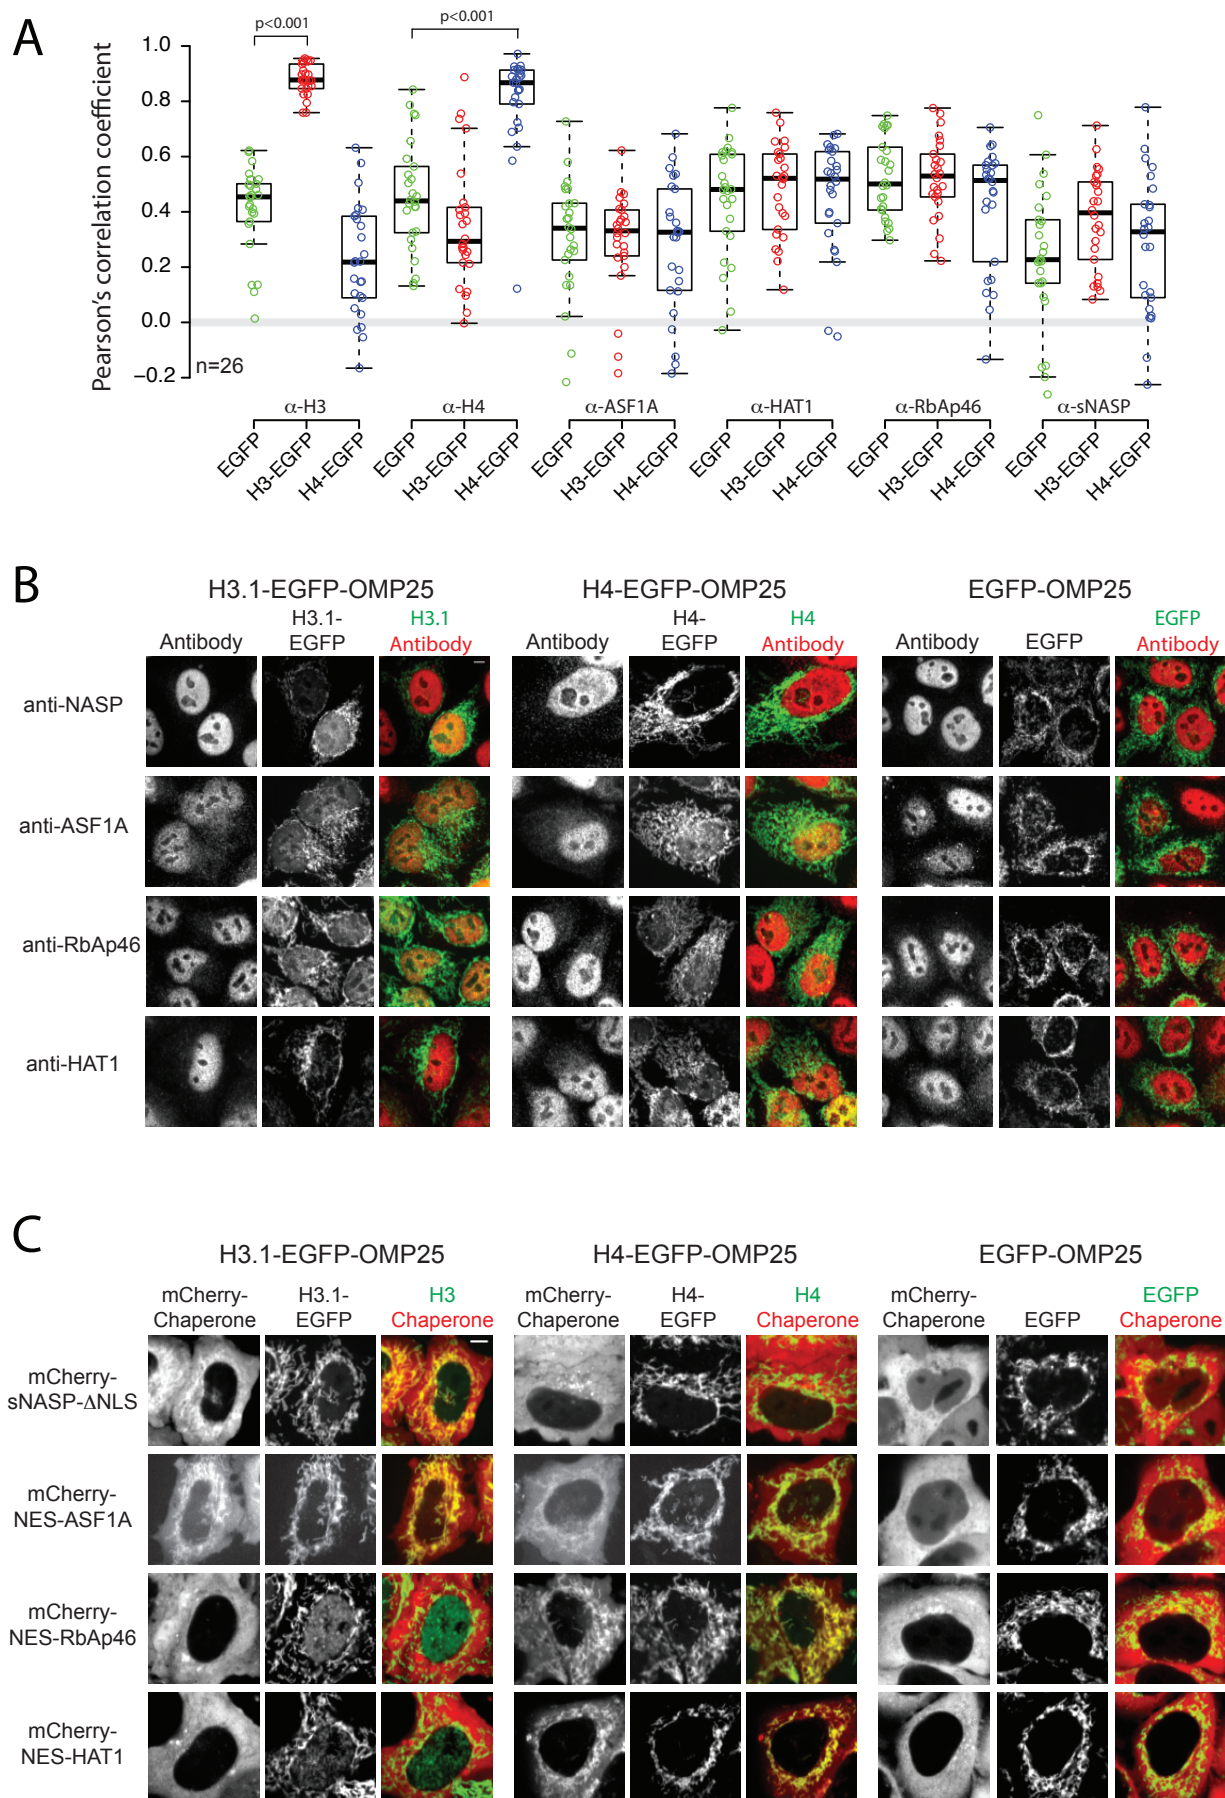 A
p<0.001
p<0.001
Pearson's correlation coefficient
1.0
0.8
0.6
0.4
0.2
0.0
−0.2
n=26
α-H3
α-H4
α-ASF1A
α-HAT1
α-RbAp46
α-sNASP
EGFP
H3-EGFP
H4-EGFP
EGFP
H3-EGFP
H4-EGFP
EGFP
H3-EGFP
H4-EGFP
EGFP
H3-EGFP
H4-EGFP
EGFP
H3-EGFP
H4-EGFP
EGFP
H3-EGFP
H4-EGFP
B
H3.1-EGFP-OMP25
H4-EGFP-OMP25
EGFP-OMP25
Antibody
H3.1-
EGFP
H3.1
Antibody
Antibody
H4-
EGFP
H4
Antibody
Antibody
EGFP
EGFP
Antibody
anti-NASP
anti-ASF1A
anti-RbAp46
anti-HAT1
C
H3.1-EGFP-OMP25
H4-EGFP-OMP25
EGFP-OMP25
mCherry-
Chaperone
H3.1-
EGFP
H3
Chaperone
mCherry-
Chaperone
H4-
EGFP
H4
Chaperone
mCherry-
Chaperone
EGFP
EGFP
Chaperone
mCherry-
sNASP-ΔNLS
mCherry-
NES-ASF1A
mCherry-
NES-RbAp46
mCherry-
NES-HAT1